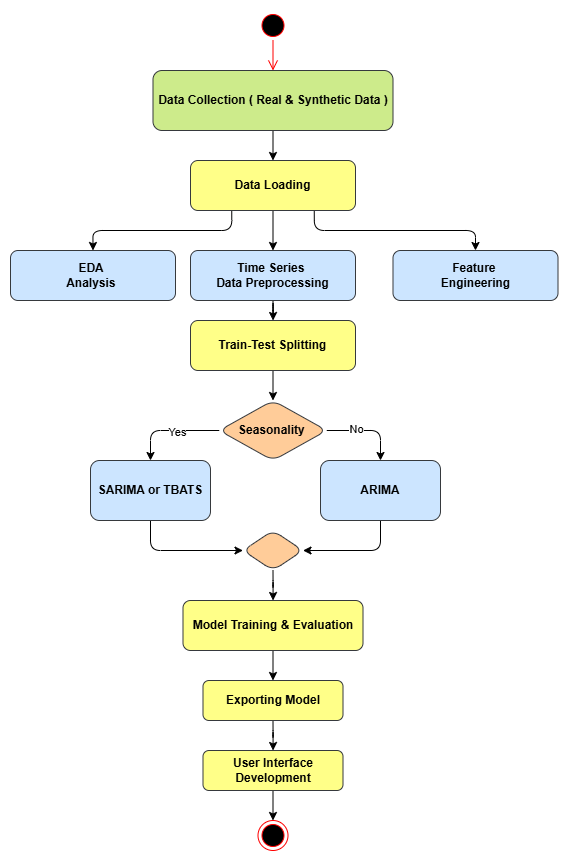 Data Collection ( Real & Synthetic Data )
Data Loading
EDA
Analysis
Time Series
Data Preprocessing
Feature
Engineering
Train-Test Splitting
Seasonality
Yes
No
SARIMA or TBATS
ARIMA
Model Training & Evaluation
Exporting Model
User Interface
Development